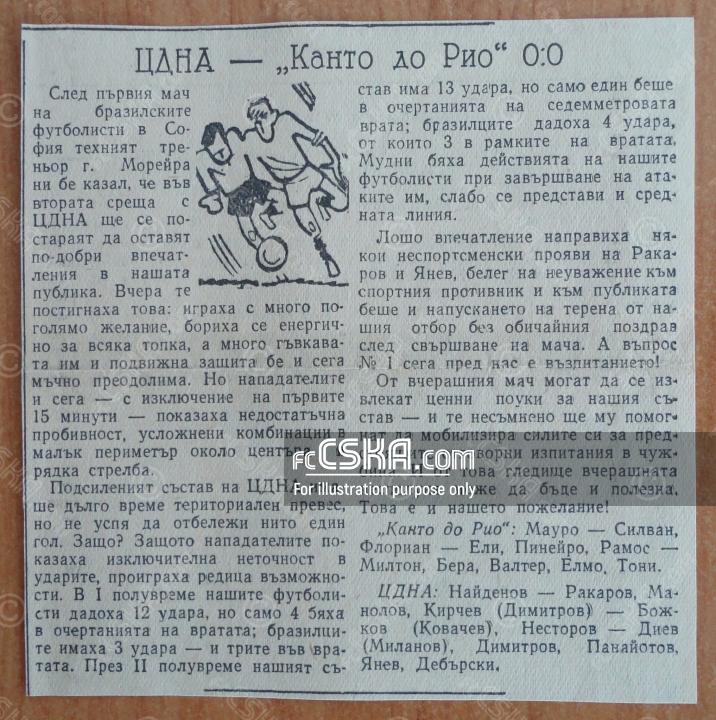 ЦДНА — „Канто до Рио“ 0:0
След първия мач
на бразилските
футболисти в Со-
фия техният тре-
ньор г. Морейра
ни бе казал, че във
втората среща с
ЦДНА ще се по-
стараят да оставят
по-добри впечат-
ления в нашата
публика. Вчера те
постигнаха това: играха с много по-
голямо желание, бориха се енергич-
но за всяка топка, а много гъвкава-
та им и подвижна защита бе и сега
мъчно преодолима. Но нападателите
и сега — с изключение на първите
15 минути — показаха недостатъчна
пробивност, усложнени комбинации в
малък периметър около
рядка стрелба.
Подсиленият състав на ЦДНА
ше дълго време териториален превес,
но не успя да отбележи нито един
гол. Защо? Защото нападателите по-
казаха изключителна неточност в
ударите, проиграха редица възможно-
сти. В I полувреме нашите футболи-
сти дадоха 12 удара, но само 4 бяха
в очертанията на вратата; бразилци-
те имаха 3 удара — и трите във вра-
тата. През II полувреме нашият съ-
став има 13 удара, но само един беше
в очертанията на седемметровата
врата; бразилците дадоха 4 удара,
от които 3 в рамките на вратата.
Мудни бяха действията на нашите
футболисти при завършване на ата-
ките им, слабо се представи и сред-
ната линия.
Лошо впечатление направиха ня-
кои неспортсменски прояви на Рака-
ров и Янев, белег на неуважение към
спортния противник и към публиката
беше и напускането на терена от на-
шия отбор без обичайния поздрав
след свършване на мача. А въпрос
№ 1 сега пред нас е възпитанието!
От вчерашния мач могат да се из-
влекат ценни поуки за нашия съ-
став — и те несъмнено ще му помог-
нат да мобилизира силите си за пред-
отговорни изпитания в чуж-
това гледище вчерашната
да бъде и полезна.
Това е и нашето пожелание!
„Канто до Рио“: Мауро — Силван,
Флориан — Ели, Пинейро, Рамос —
Милтон, Бера, Валтер, Елмо, Тони.
ЦДНА: Найденов — Ракаров, Ма-
нолов, Кирчев (Димитров) — Бож-
ков (Ковачев), Несторов — Диев
(Миланов), Димитров, Панайотов,
Янев, Дебърски.
fcCSKA.com
For illustration purpose only